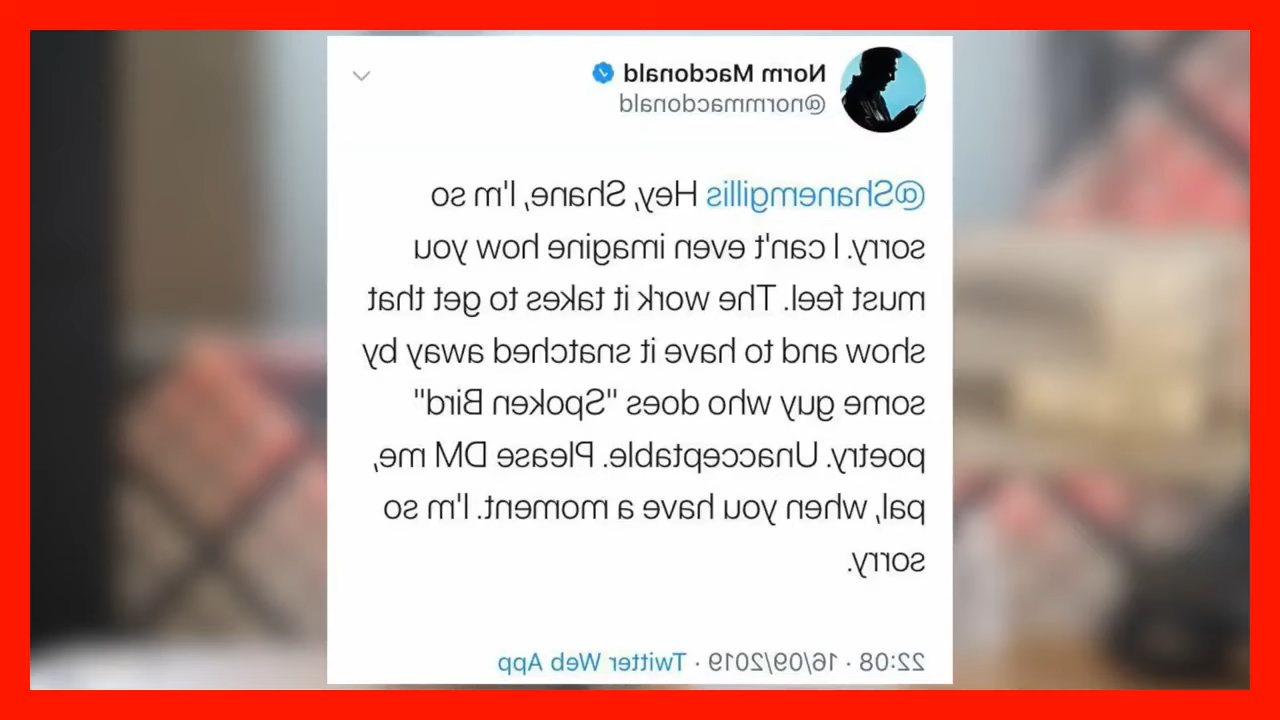 Norm Macdonald
@normmacdonald
@Shanemgillis Hey, Shane, I'm so
sorry. I can't even imagine how you
must feel. The work it takes to get that
show and to have it snatched away by
some guy who does "Spoken Bird"
poetry. Unacceptable. Please DM me,
pal, when you have a moment. I'm so
sorry.
22:08 · 16/09/2019 · Twitter Web App